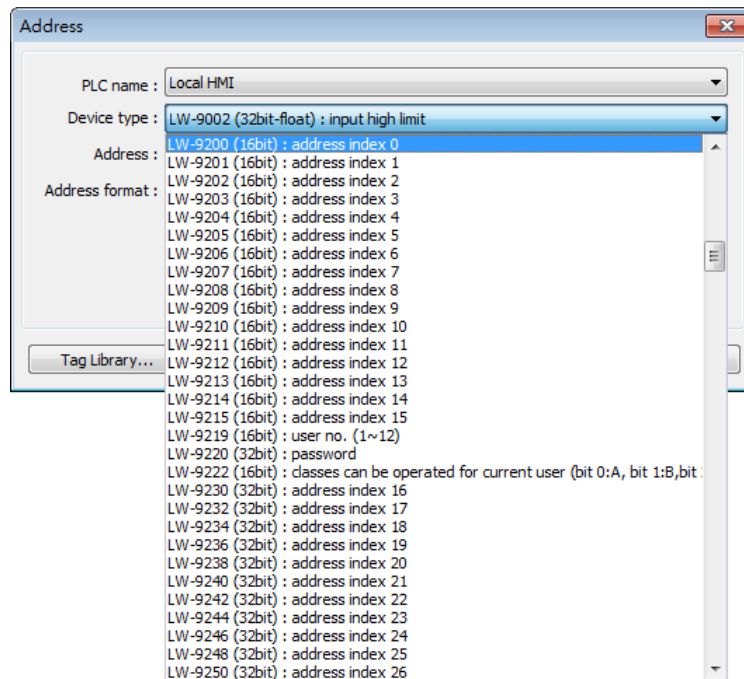 Address
PLC name : Local HMI
Device type : LW-9002 (32bit-float) : input high limit
Address :
Address format :
LW-9200 (16bit) : address index 0
LW-9201 (16bit) : address index 1
LW-9202 (16bit) : address index 2
LW-9203 (16bit) : address index 3
LW-9204 (16bit) : address index 4
LW-9205 (16bit) : address index 5
LW-9206 (16bit) : address index 6
LW-9207 (16bit) : address index 7
LW-9208 (16bit) : address index 8
LW-9209 (16bit) : address index 9
LW-9210 (16bit) : address index 10
LW-9211 (16bit) : address index 11
LW-9212 (16bit) : address index 12
LW-9213 (16bit) : address index 13
LW-9214 (16bit) : address index 14
LW-9215 (16bit) : address index 15
LW-9219 (16bit) : user no. (1~12)
LW-9220 (32bit) : password
LW-9222 (16bit) : classes can be operated for current user (bit 0:A, bit 1:B,bit
LW-9230 (32bit) : address index 16
LW-9232 (32bit) : address index 17
LW-9234 (32bit) : address index 18
LW-9236 (32bit) : address index 19
LW-9238 (32bit) : address index 20
LW-9240 (32bit) : address index 21
LW-9242 (32bit) : address index 22
LW-9244 (32bit) : address index 23
LW-9246 (32bit) : address index 24
LW-9248 (32bit) : address index 25
LW-9250 (32bit) : address index 26
Tag Library...